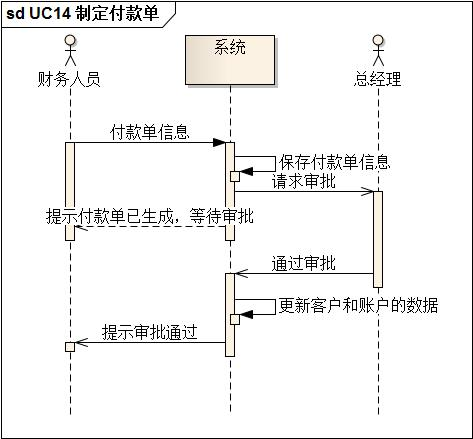 sd UC14 制定付款单
系统
财务人员
总经理
付款单信息
保存付款单信息
请求审批
提示付款单已生成，等待审批
通过审批
更新客户和账户的数据
提示审批通过